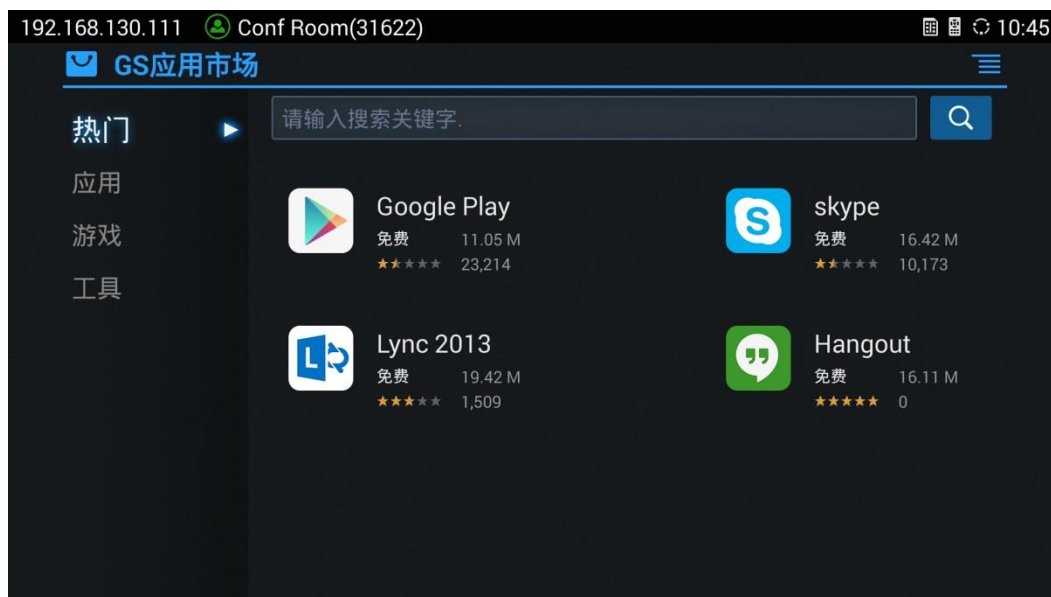 192.168.130.111 Conf Room(31622) 10:45
GS应用市场
热门
应用
游戏
工具
请输入搜索关键字.
Google Play
免费 11.05 M
23,214
skype
免费 16.42 M
10,173
Lync 2013
免费 19.42 M
1,509
Hangout
免费 16.11 M
0